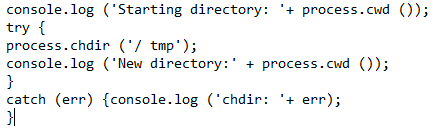 console.log ('Starting directory: '+ process.cwd ());
try {
process.chdir ('/ tmp');
console.log ('New directory:' + process.cwd ());
}
catch (err) {console.log ('chdir: '+ err);
}